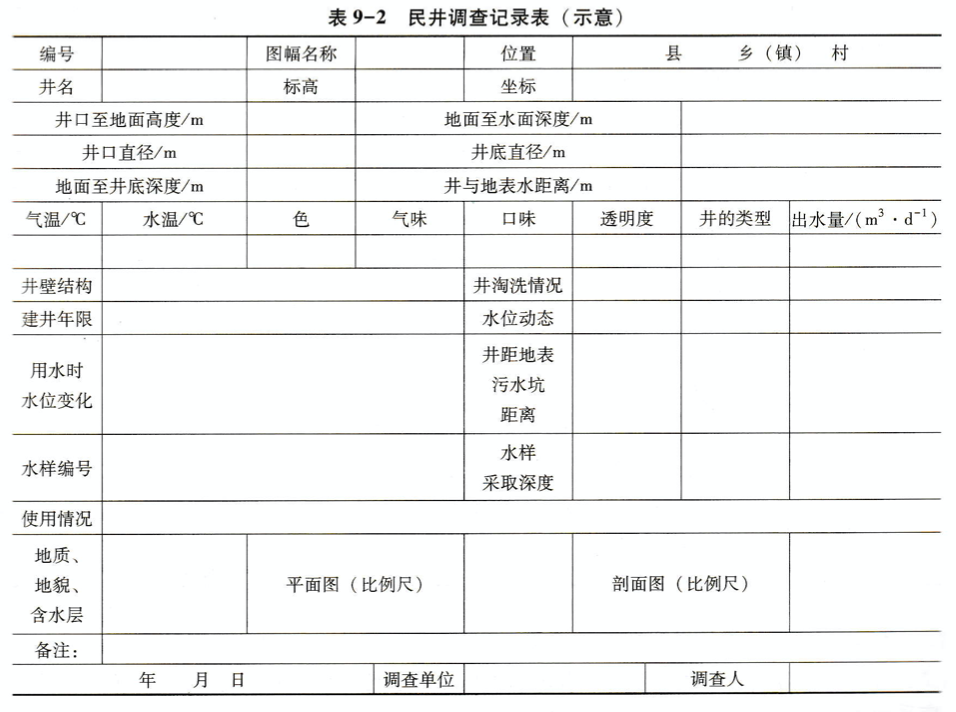 表 9-2 民井调查记录表（示意）
编号 图幅名称 位置 县 乡（镇） 村
井名 标高 坐标
井口至地面高度/m 地面至水面深度/m
井口直径/m 井底直径/m
地面至井底深度/m 井与地表水距离/m
气温/℃ 水温/℃ 色 气味 口味 透明度 井的类型 出水量/(m³·d⁻¹)
井壁结构 井淘洗情况
建井年限 水位动态
用水时
水位变化
井距地表
污水坑
距离
水样编号
水样
采取深度
使用情况
地质、
地貌、
含水层
平面图（比例尺） 剖面图（比例尺）
备注：
年 月 日 调查单位 调查人